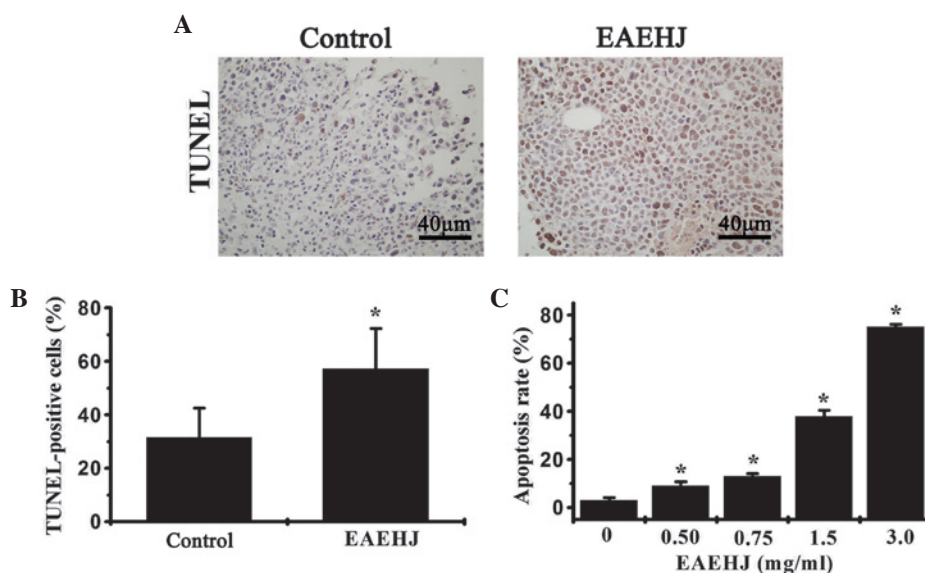 A
Control
EAEHJ
TUNEL
40µm
40µm
B
TUNEL-positive cells (%)
80
60
40
20
0
*
Control
EAEHJ
C
Apoptosis rate (%)
80
60
40
20
0
*
*
*
*
0
0.50
0.75
1.5
3.0
EAEHJ (mg/ml)